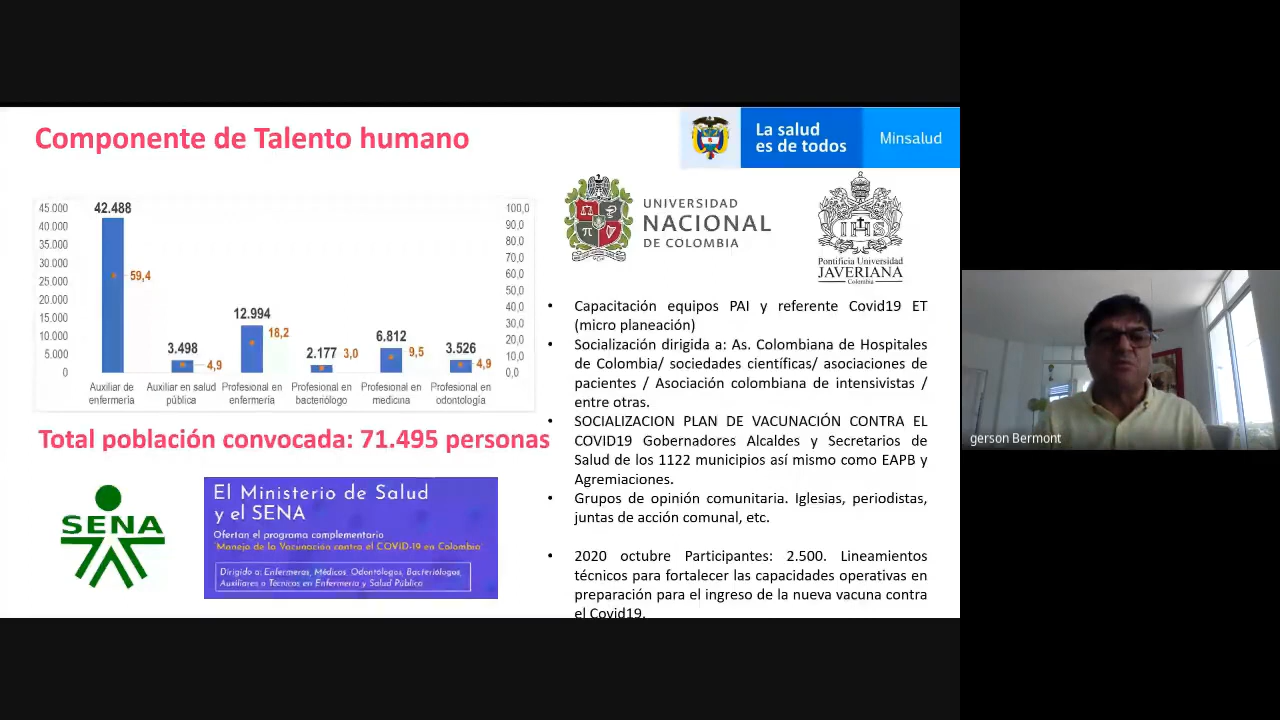 Componente de Talento humano
La salud
es de todos
Minsalud
45.000
40.000
35.000
30.000
25.000
20.000
15.000
10.000
5.000
0
42.488
59,4
3.498
4,9
12.994
18,2
2.177
3,0
6.812
9,5
3.526
4,9
100,0
90,0
80,0
70,0
60,0
50,0
40,0
30,0
20,0
10,0
0,0
Auxiliar de
enfermería
Auxiliar en salud
pública
Profesional en
enfermería
Profesional en
bacteriólogo
Profesional en
medicina
Profesional en
odontología
Total población convocada: 71.495 personas
SENA
El Ministerio de Salud
y el SENA
Ofertan el programa complementario
"Manejo de la Vacunación contra el COVID-19 en Colombia"
Dirigido a: Enfermeras, Médicos, Odontólogos, Bacteriólogos,
Auxiliares o Técnicos en Enfermería y Salud Pública
UNIVERSIDAD
NACIONAL
DE COLOMBIA
IHS
Pontificia Universidad
JAVERIANA
Colombia
• Capacitación equipos PAI y referente Covid19 ET
(micro planeación)
• Socialización dirigida a: As. Colombiana de Hospitales
de Colombia/ sociedades científicas/ asociaciones de
pacientes / Asociación colombiana de intensivistas /
entre otras.
• SOCIALIZACION PLAN DE VACUNACIÓN CONTRA EL
COVID19 Gobernadores Alcaldes y Secretarios de
Salud de los 1122 municipios así mismo como EAPB y
Agremiaciones.
• Grupos de opinión comunitaria. Iglesias, periodistas,
juntas de acción comunal, etc.
• 2020 octubre Participantes: 2.500. Lineamientos
técnicos para fortalecer las capacidades operativas en
preparación para el ingreso de la nueva vacuna contra
el Covid19.
gerson Bermont